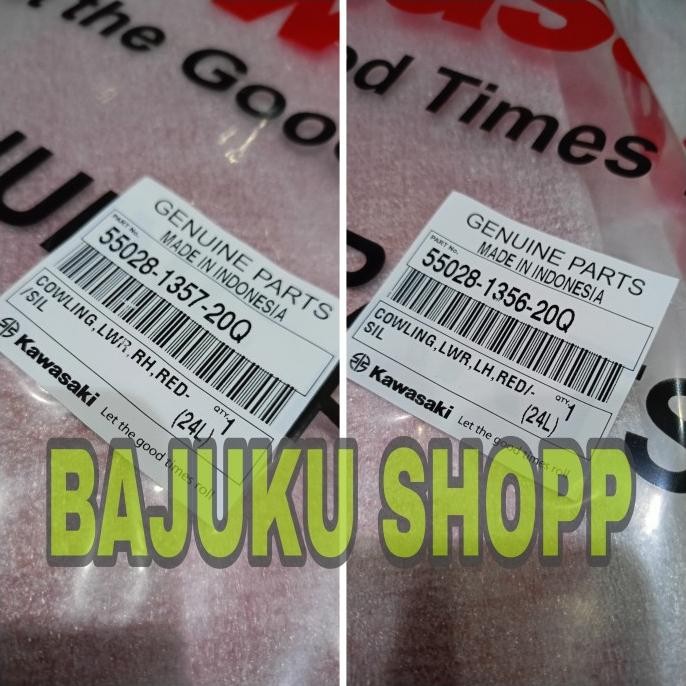 the Good
GENUINE PARTS
MADE IN INDONESIA
PART No.
55028-1357-20Q
COWLING,LWR,RH,RED-
/SIL
QTY.
1
(24L)
Kawasaki
Let the good times roll
d Times
GENUINE PARTS
MADE IN INDONESIA
PART No.
55028-1356-20Q
COWLING,LWR,LH,RED/-
SIL
QTY.
1
(24L)
Kawasaki
Let the good times roll
BAJUKU SHOPP